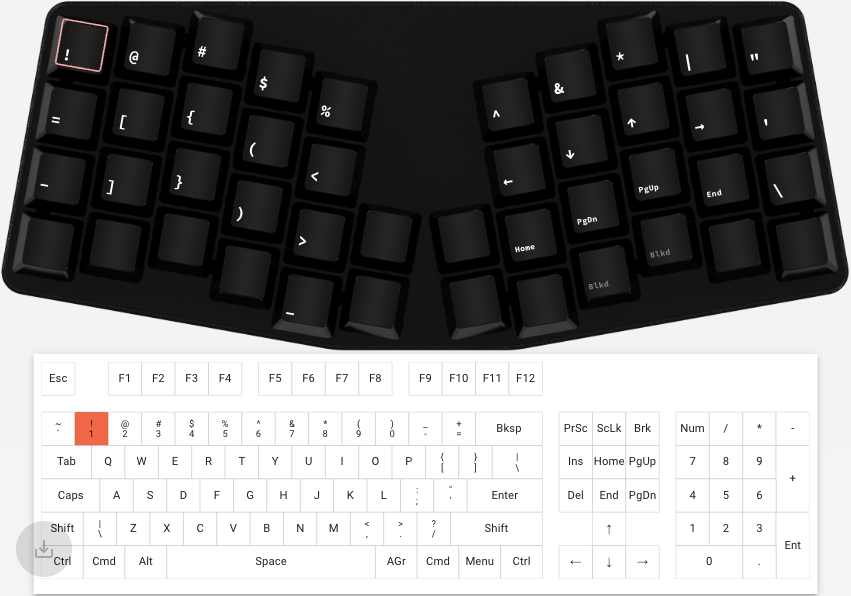 ! @ # $ % ^ & * | "
= [ { ( < ← ↓ ↑ → '
- ] } ) > Home PgDn PgUp End \
_ Blkd Blkd
Esc F1 F2 F3 F4 F5 F6 F7 F8 F9 F10 F11 F12
~ ! @ # $ % ^ & * ( ) _ +
` 1 2 3 4 5 6 7 8 9 0 - = Bksp PrSc ScLk Brk Num / * -
Tab Q W E R T Y U I O P { } |
[ ] \ Ins Home PgUp 7 8 9 +
Caps A S D F G H J K L : "
; ' Enter Del End PgDn 4 5 6
Shift | Z X C V B N M < > ?
\ , . / Shift ↑ 1 2 3 Ent
Ctrl Cmd Alt Space AGr Cmd Menu Ctrl ← ↓ → 0 .